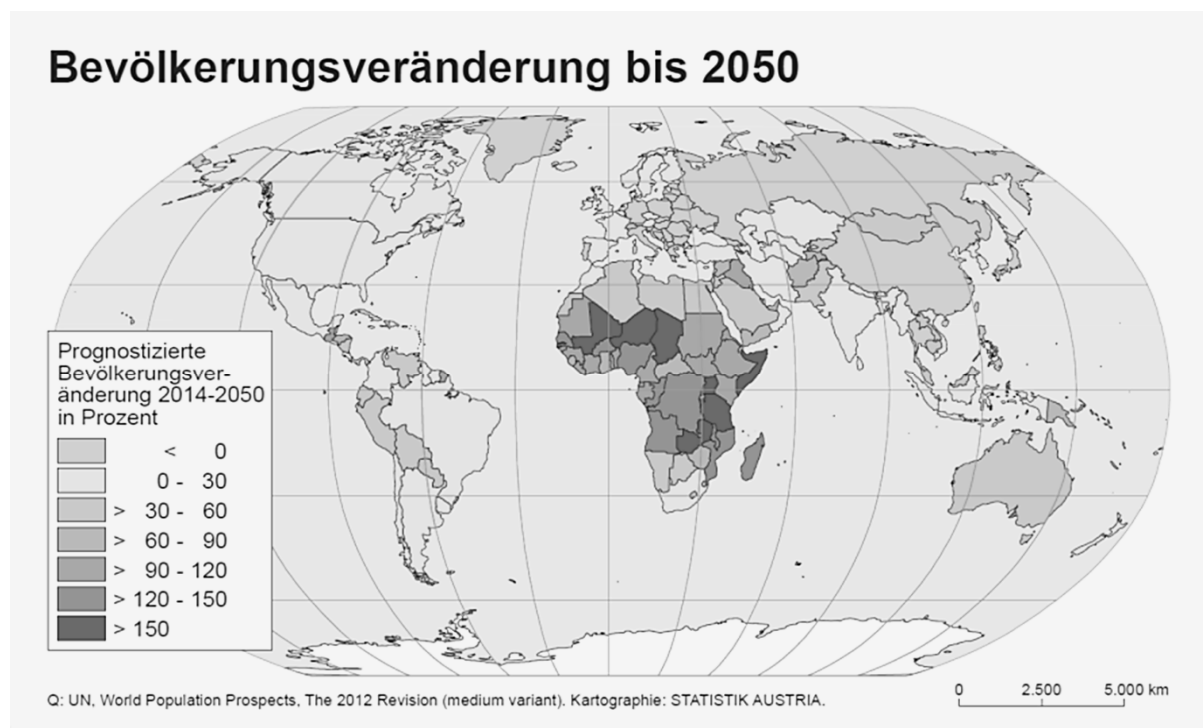 Bevölkerungsveränderung bis 2050
Prognostizierte
Bevölkerungsver-
änderung 2014-2050
in Prozent
< 0
0 - 30
> 30 - 60
> 60 - 90
> 90 - 120
> 120 - 150
> 150
Q: UN, World Population Prospects, The 2012 Revision (medium variant). Kartographie: STATISTIK AUSTRIA.
0 2.500 5.000 km